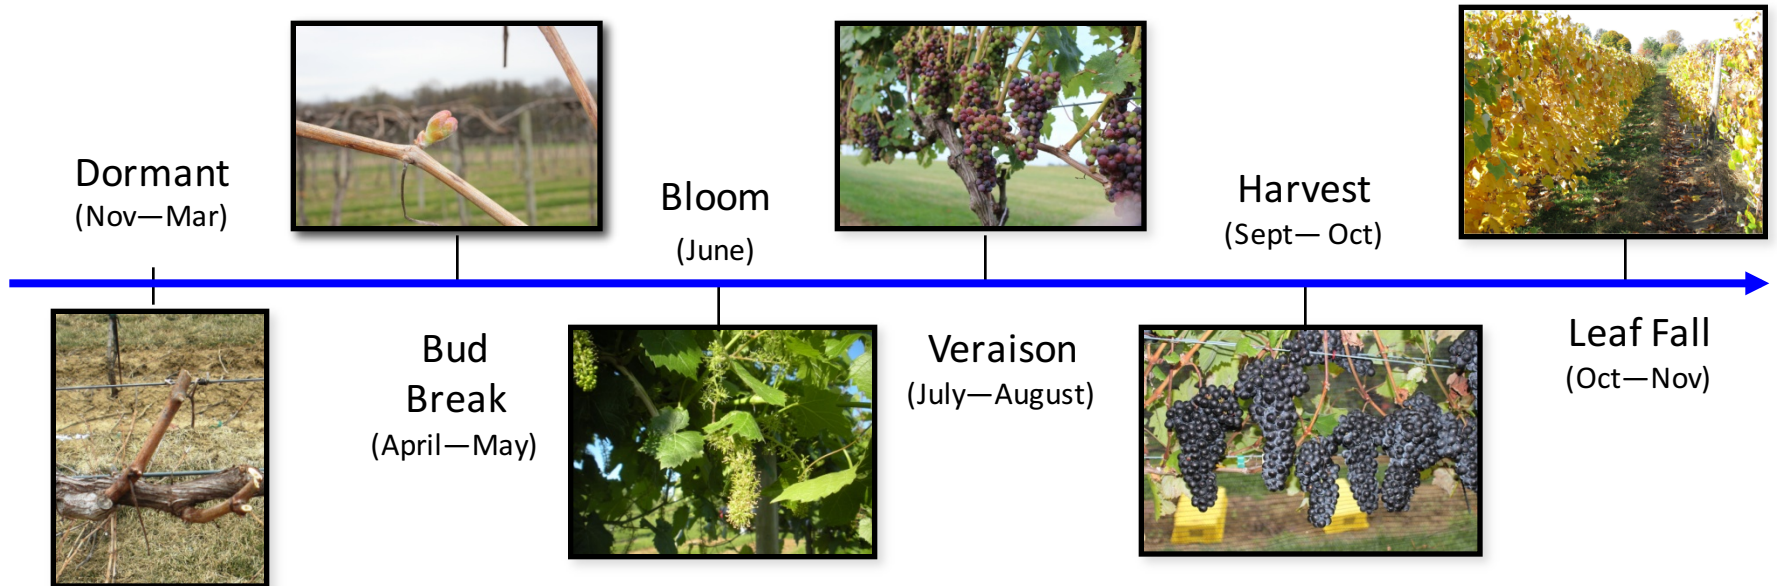 Dormant
(Nov—Mar)
Bud
Break
(April—May)
Bloom
(June)
Veraison
(July—August)
Harvest
(Sept— Oct)
Leaf Fall
(Oct—Nov)